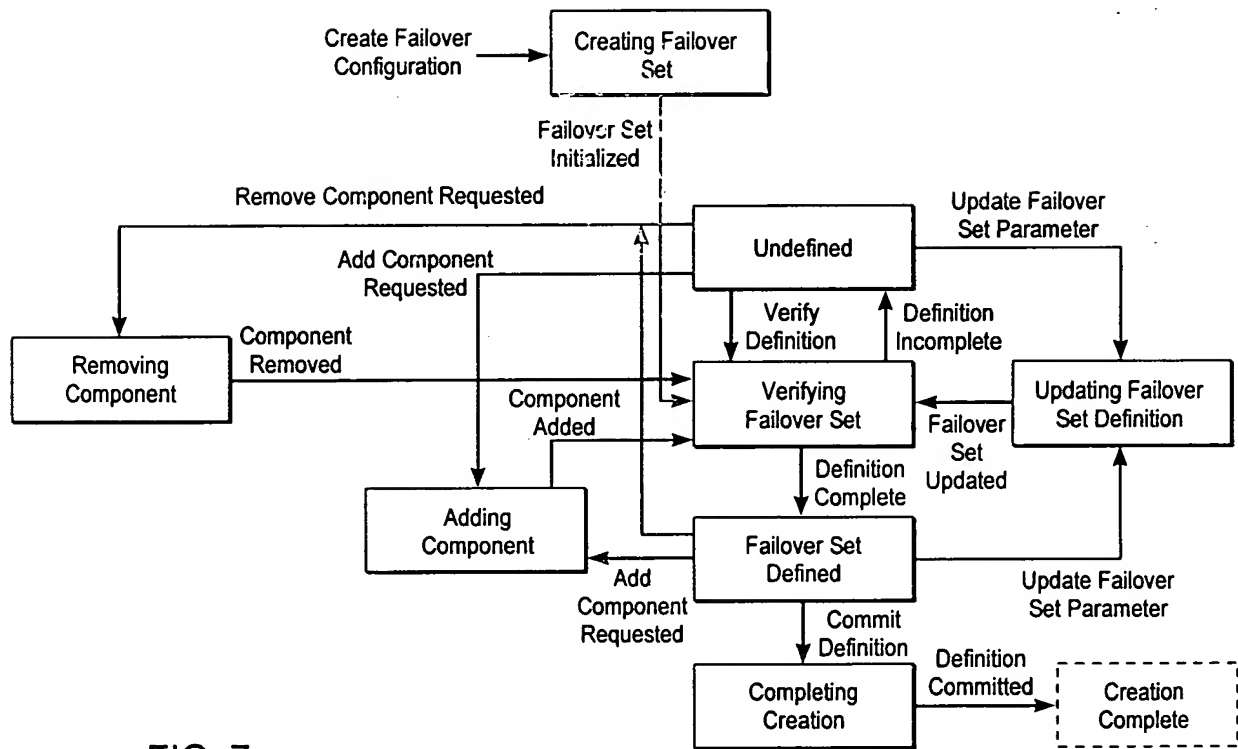 Create Failover
Configuration
Creating Failover
Set
Failover Set
Initialized
Remove Component Requested
Update Failover
Set Parameter
Undefined
Add Component
Requested
Verify
Definition
Definition
Incomplete
Component
Removed
Removing
Component
Verifying
Failover Set
Updating Failover
Set Definition
Component
Added
Failover
Set
Updated
Definition
Complete
Adding
Component
Failover Set
Defined
Add
Component
Requested
Update Failover
Set Parameter
Commit
Definition
Definition
Committed
Completing
Creation
Creation
Complete